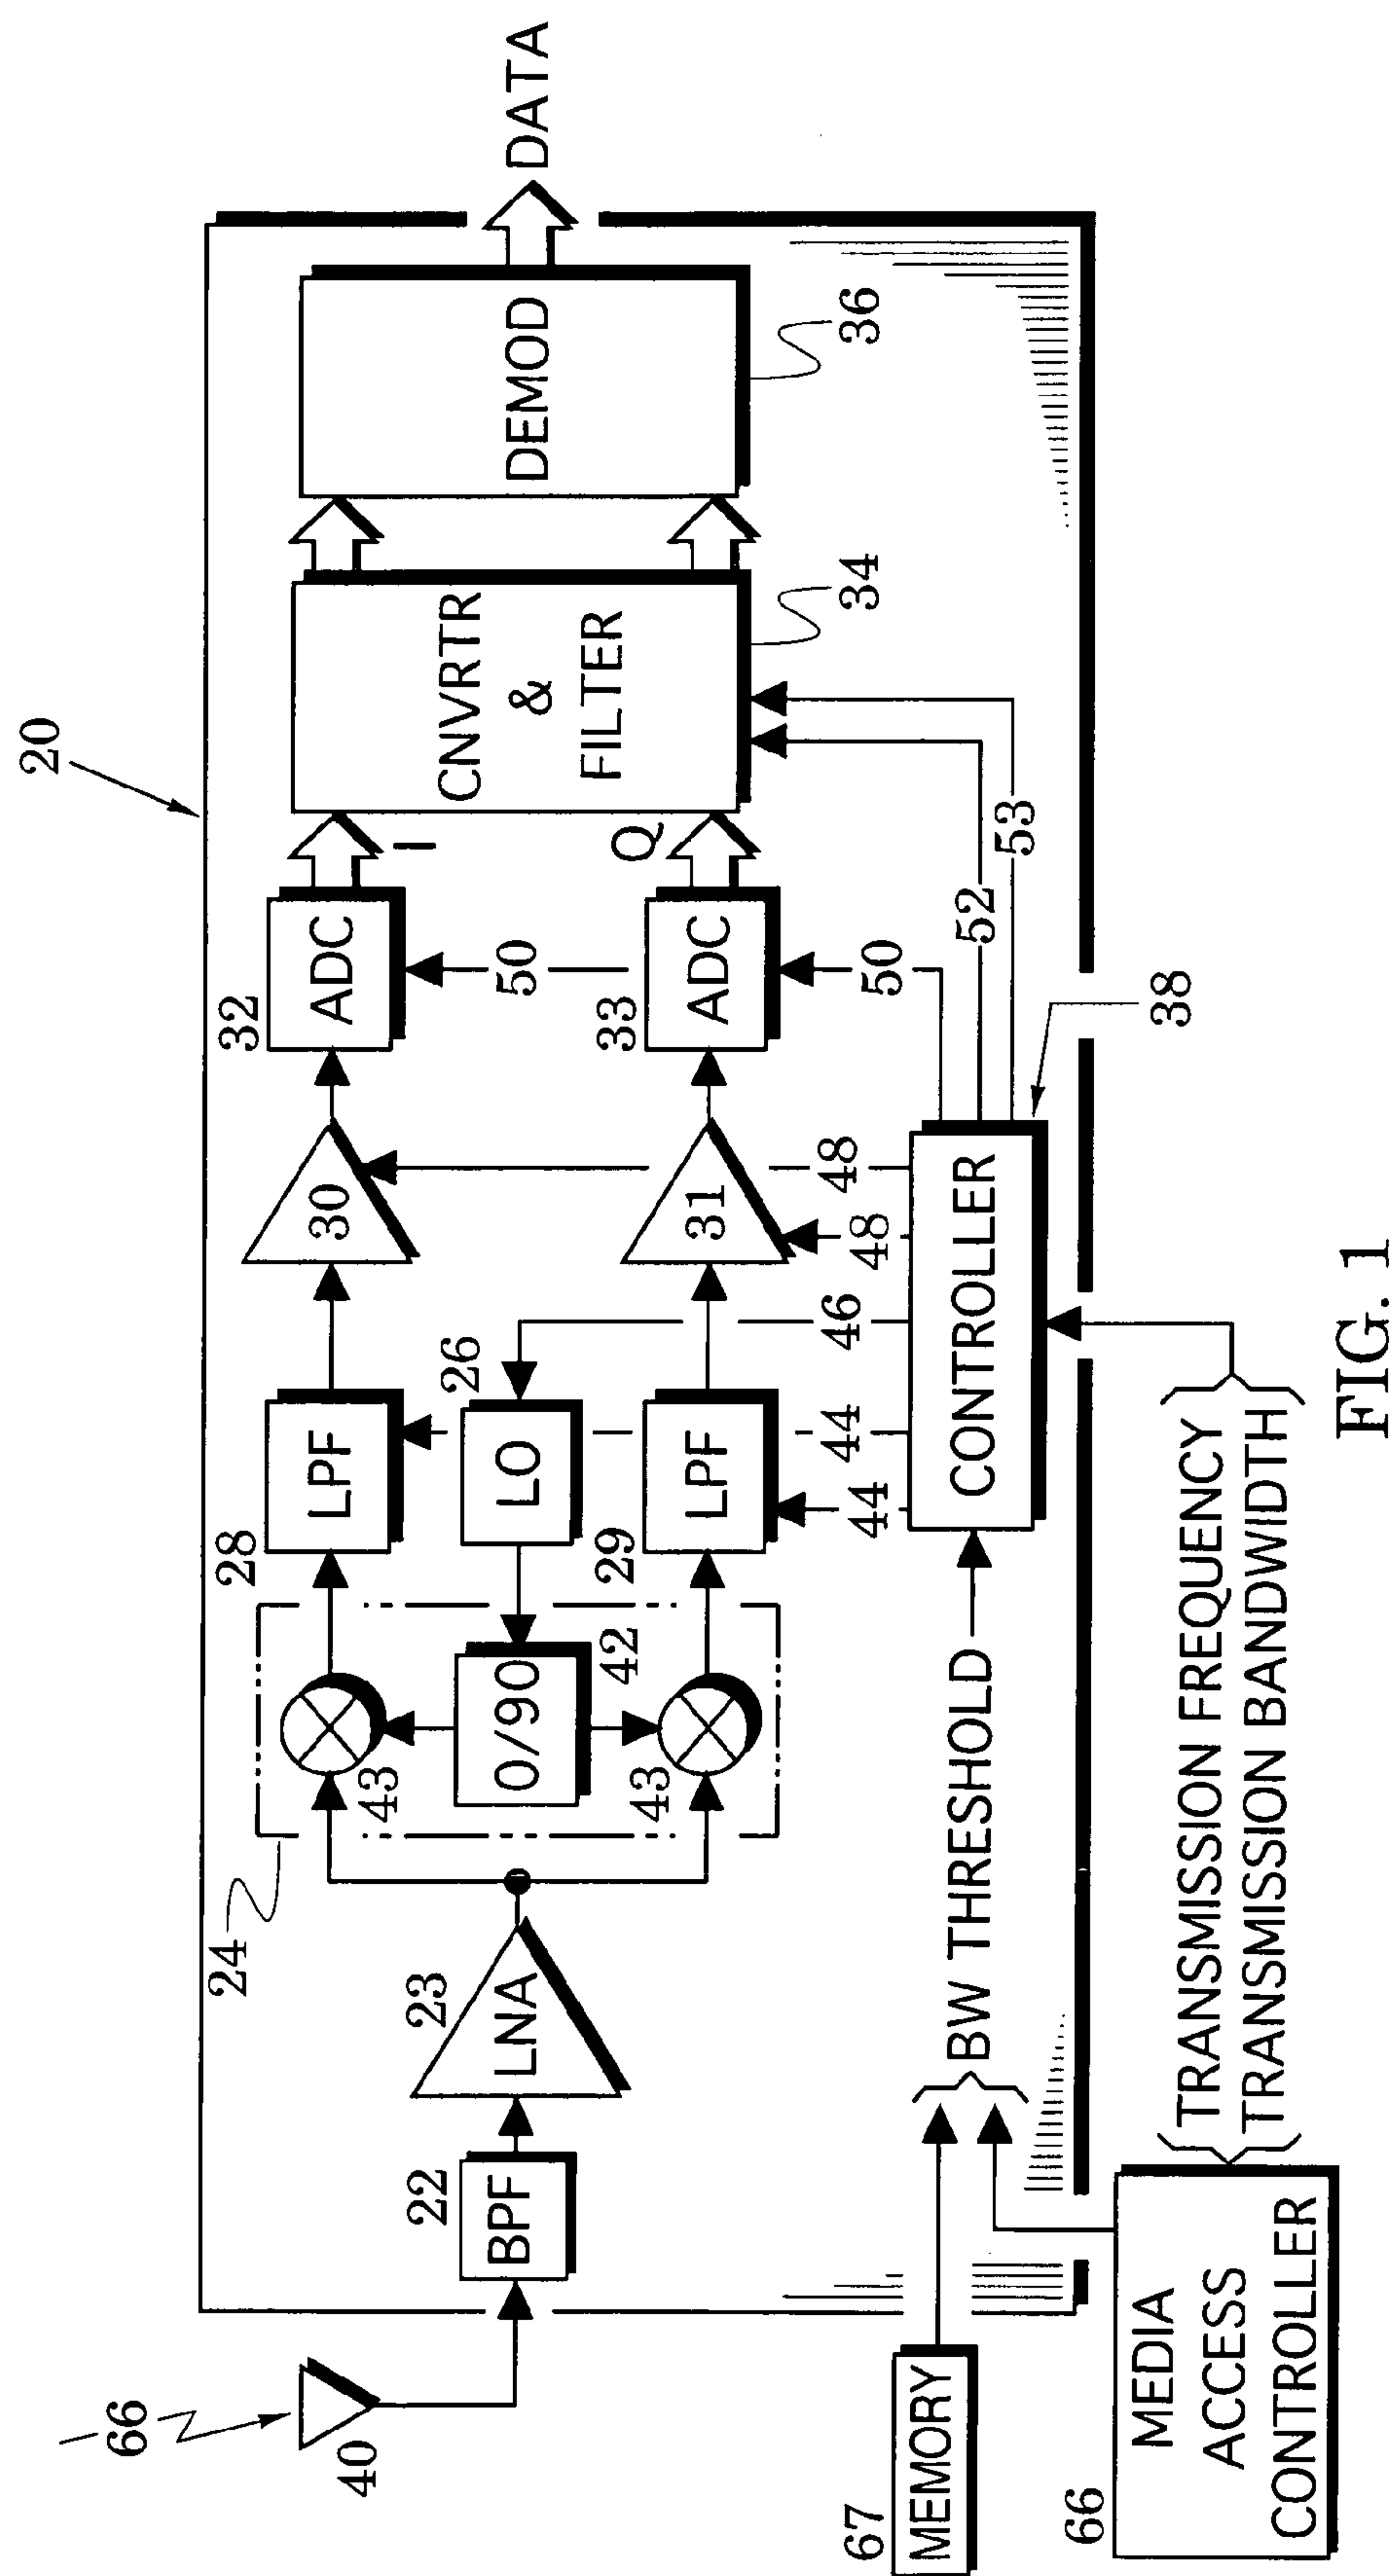 20
66
40
22
BPF
23
LNA
24
43
43
0/90
42
28
LPF
26
LO
29
LPF
30
31
32
ADC
33
ADC
I
Q
CNVRTR
&
FILTER
34
DEMOD
36
DATA
44
44
46
48
48
50
50
52
53
38
CONTROLLER
BW THRESHOLD
67
MEMORY
66
MEDIA
ACCESS
CONTROLLER
TRANSMISSION FREQUENCY
TRANSMISSION BANDWIDTH
FIG. 1